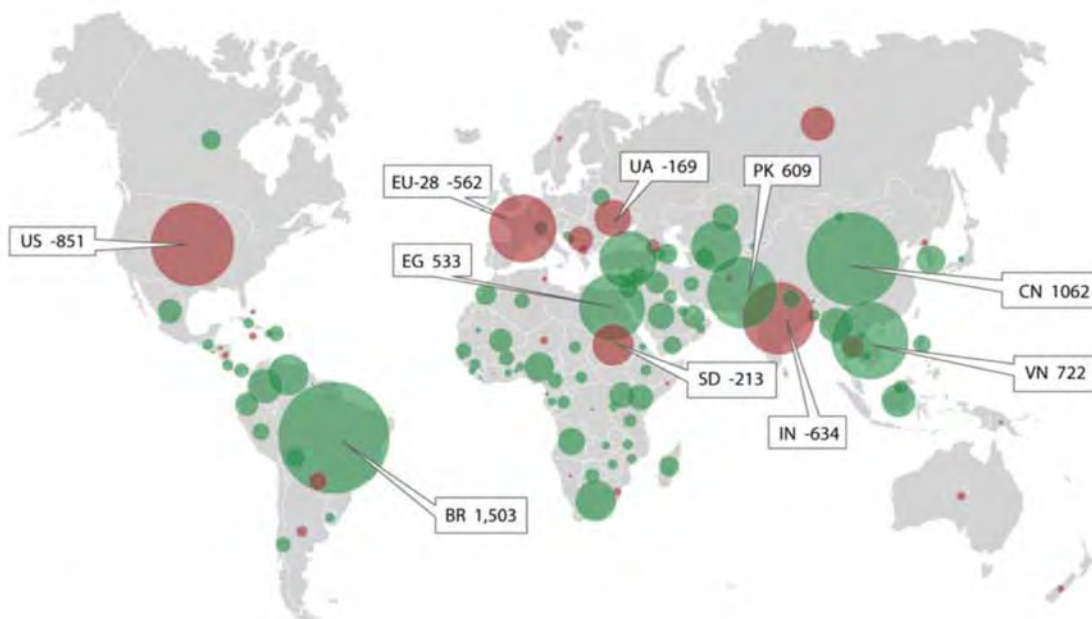 UA -169
PK 609
EU-28 -562
US -851
EG 533
CN 1062
SD -213
VN 722
IN -634
BR 1,503